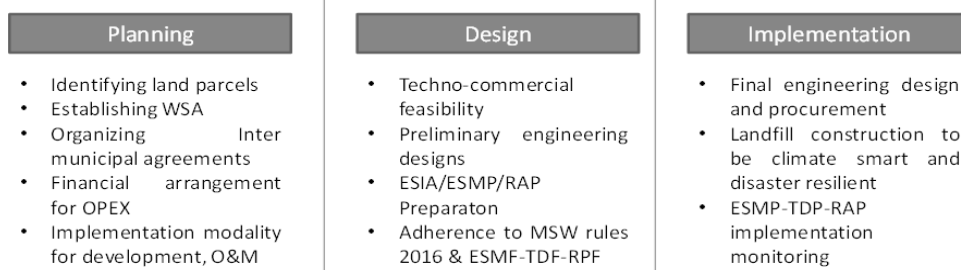 Planning
• Identifying land parcels
• Establishing WSA
• Organizing Inter
municipal agreements
• Financial arrangement
for OPEX
• Implementation modality
for development, O&M
Design
• Techno-commercial
feasibility
• Preliminary engineering
designs
• ESIA/ESMP/RAP
Preparaton
• Adherence to MSW rules
2016 & ESMF-TDF-RPF
Implementation
• Final engineering design
and procurement
• Landfill construction to
be climate smart and
disaster resilient
• ESMP-TDP-RAP
implementation
monitoring